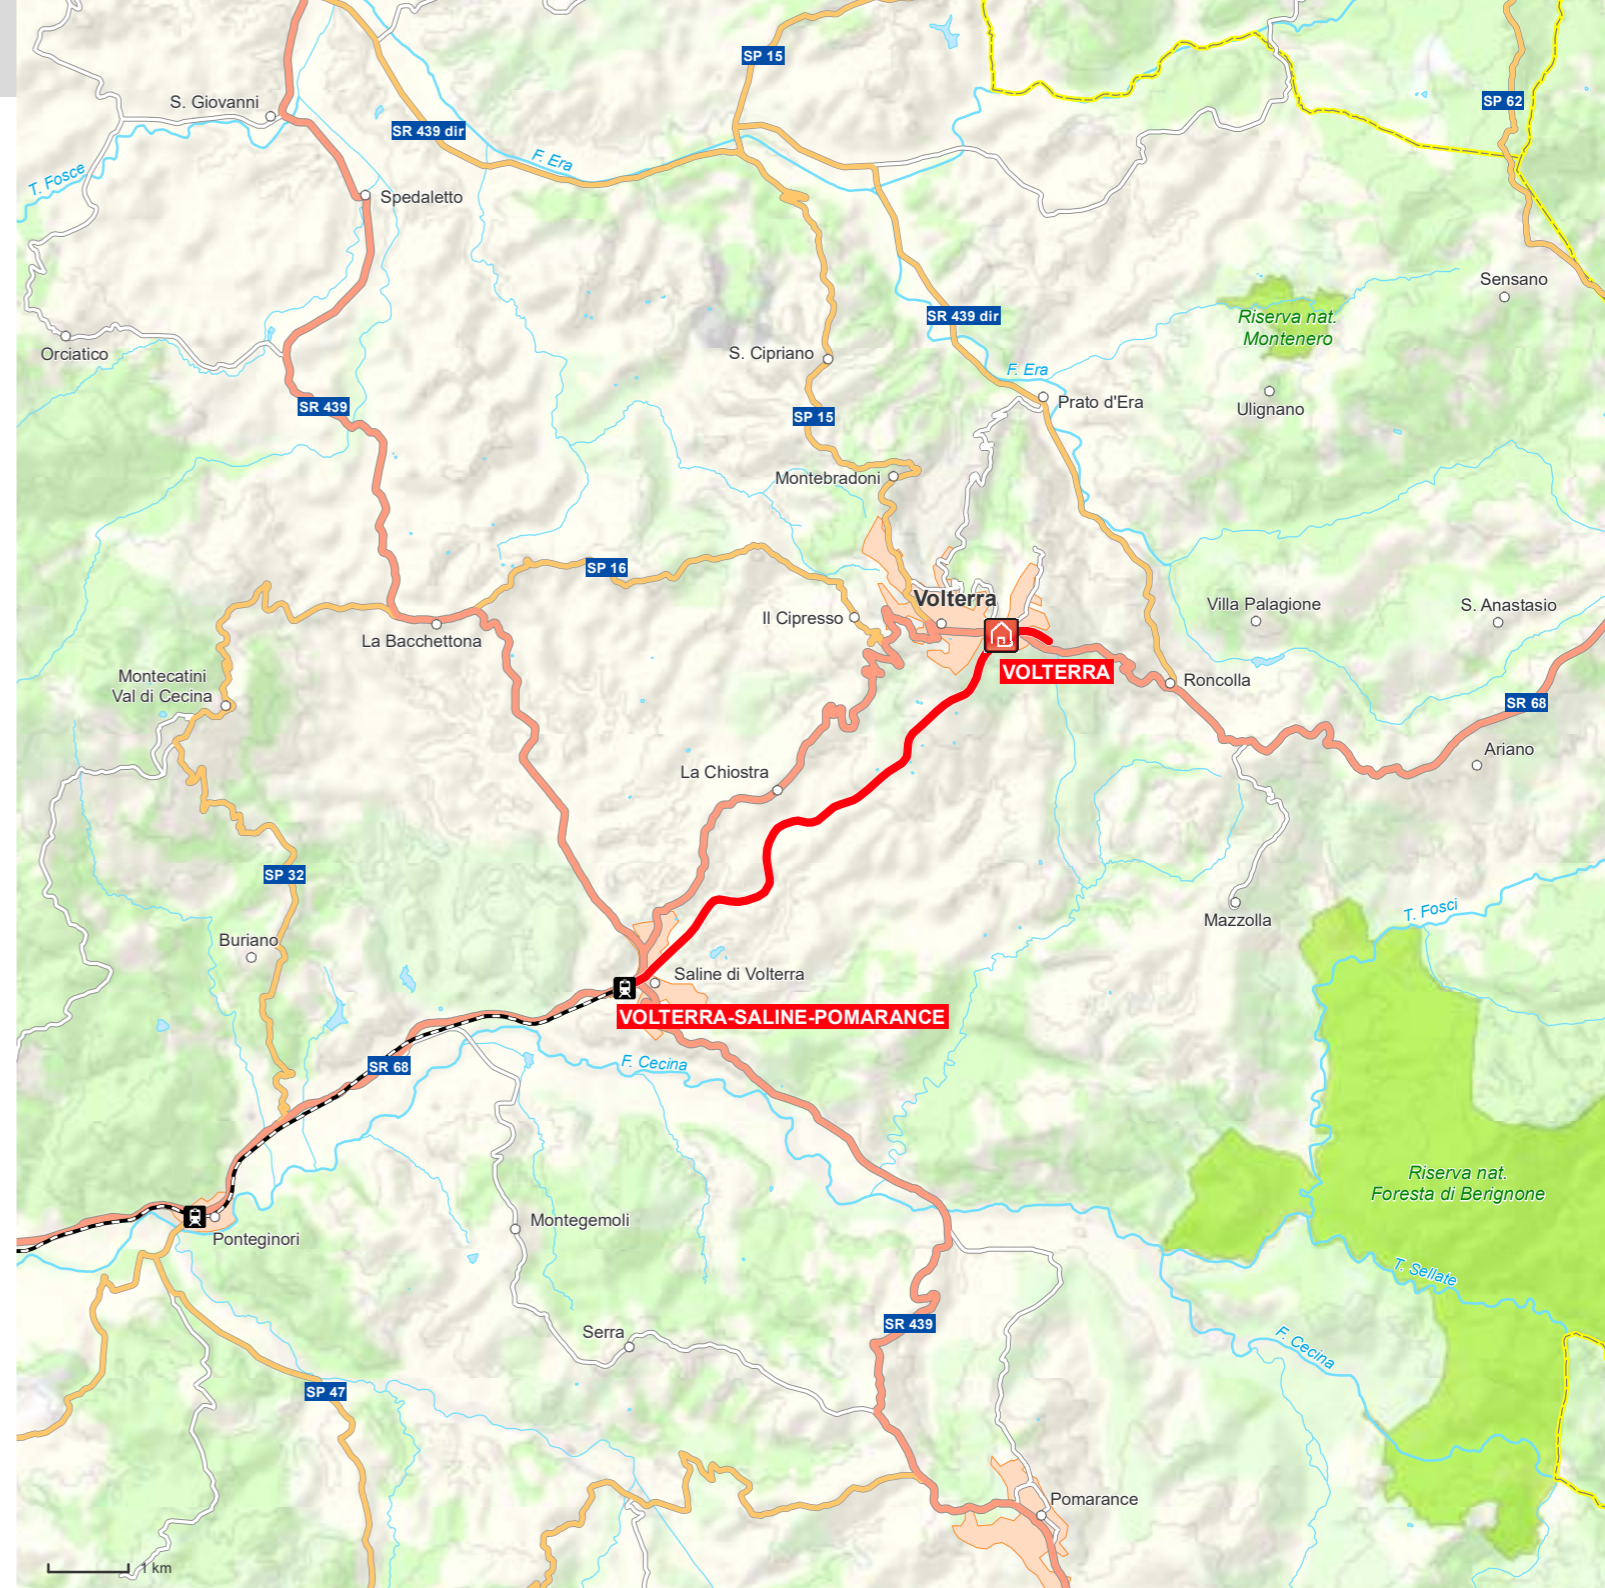 SP 15
SP 62
S. Giovanni
SR 439 dir
F. Era
T. Fosce
Spedaletto
Sensano
Riserva nat.
Montenero
SR 439 dir
Orciatico
S. Cipriano
F. Era
SR 439
Prato d'Era
Ulignano
SP 15
Montebradoni
SP 16
Volterra
Villa Palagione
S. Anastasio
Il Cipresso
La Bacchettona
VOLTERRA
Roncolla
Montecatini
Val di Cecina
SR 68
Ariano
La Chiostra
SP 32
Mazzolla
T. Fosci
Buriano
Saline di Volterra
VOLTERRA-SALINE-POMARANCE
SR 68
F. Cecina
Riserva nat.
Foresta di Berignone
Ponteginori
Montegemoli
T. Sellate
SR 439
Serra
F. Cecina
SP 47
Pomarance
1 km